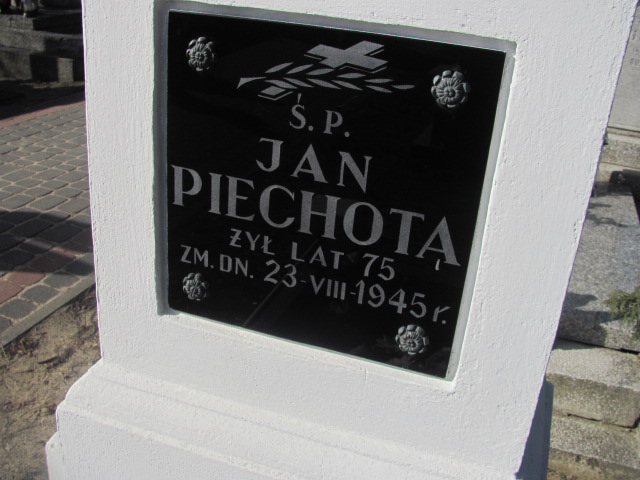 Ś.P.
JAN
PIECHOTA
ŻYŁ LAT 75
ZM. DN. 23-VIII-1945 r.